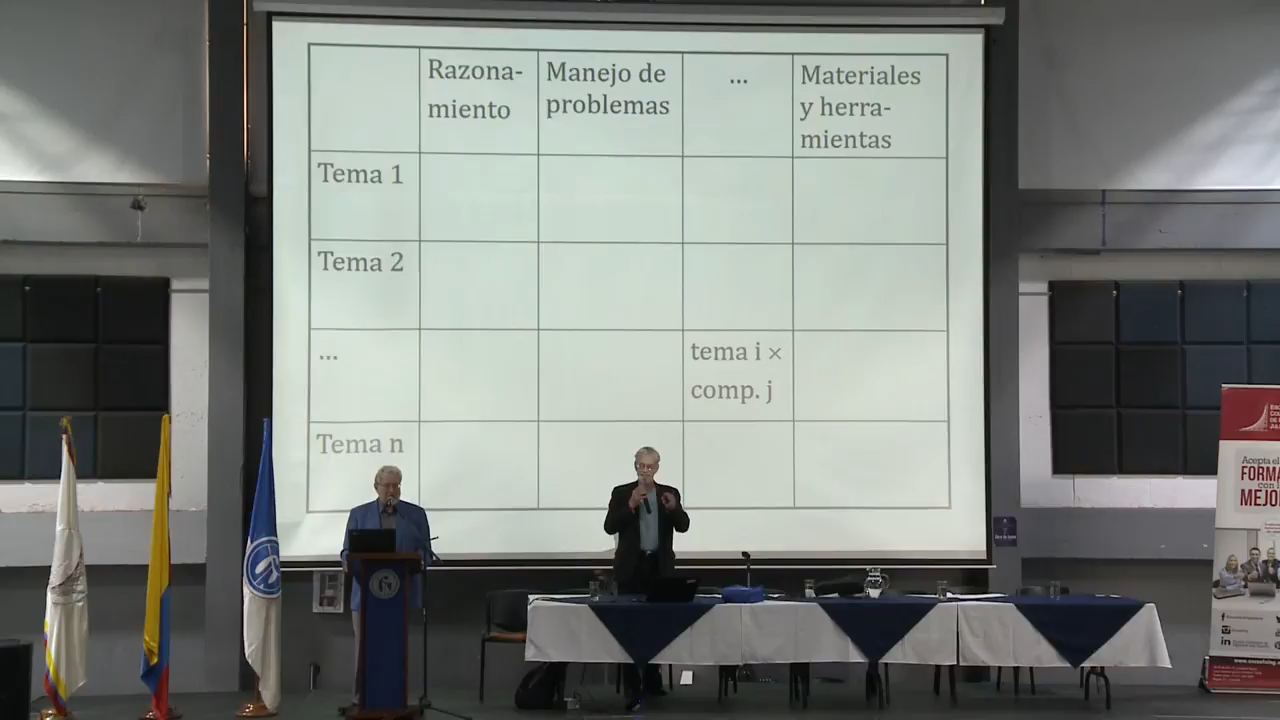 Razona-
miento
Manejo de
problemas
...
Materiales
y herra-
mientas
Tema 1
Tema 2
...
tema i ×
comp. j
Tema n
Acepta el
FORMA
con l
MEJO